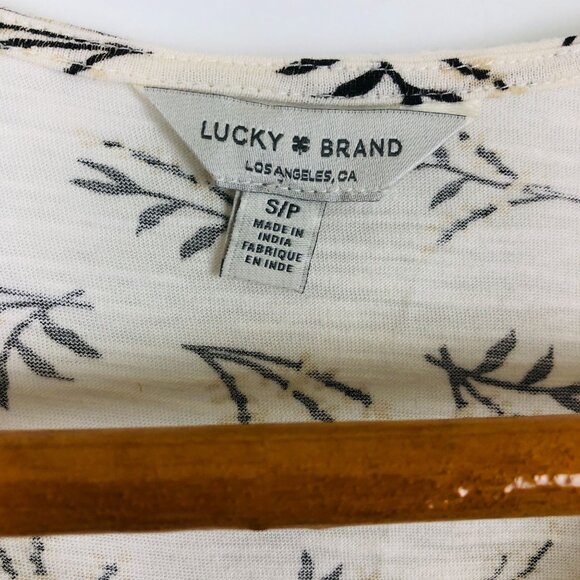 LUCKY BRAND
LOS ANGELES, CA
S/P
MADE IN
INDIA
FABRIQUE
EN INDE